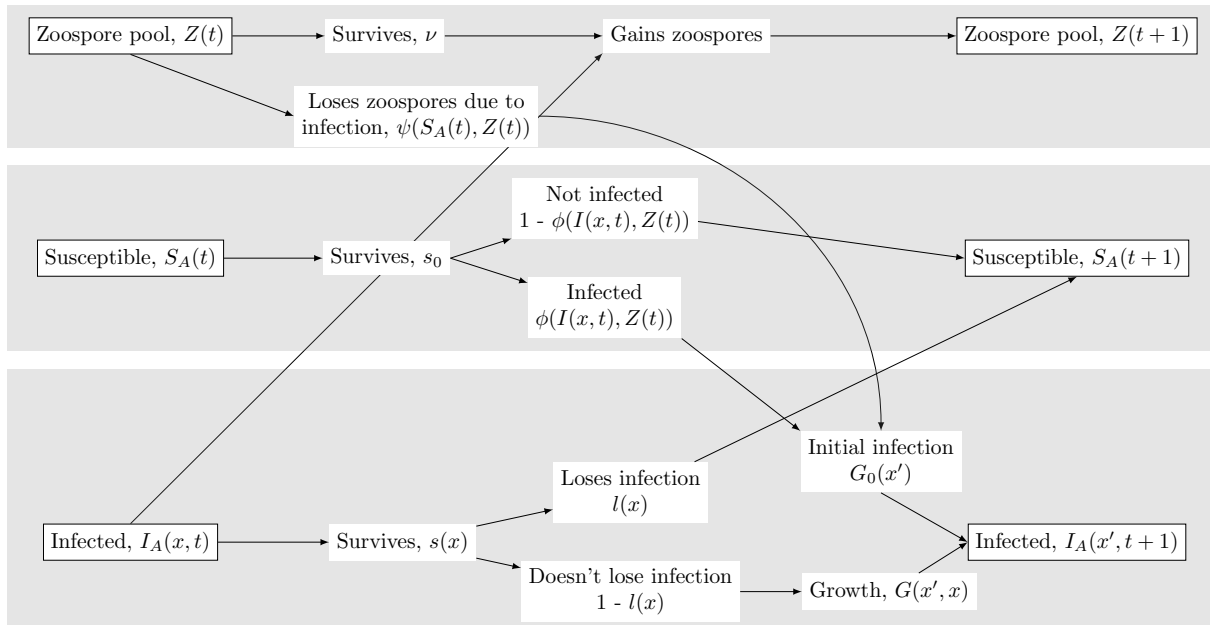 Zoospore pool, Z(t)
Survives, ν
Gains zoospores
Zoospore pool, Z(t + 1)
Loses zoospores due to
infection, ψ(S_A(t), Z(t))
Not infected
1 - ϕ(I(x, t), Z(t))
Susceptible, S_A(t)
Survives, s_0
Susceptible, S_A(t + 1)
Infected
ϕ(I(x, t), Z(t))
Initial infection
G_0(x′)
Loses infection
l(x)
Infected, I_A(x, t)
Survives, s(x)
Infected, I_A(x′, t + 1)
Doesn't lose infection
1 - l(x)
Growth, G(x′, x)